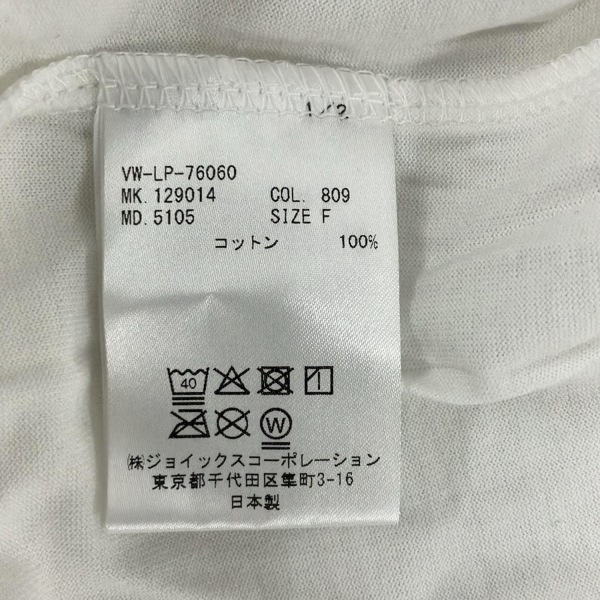 VW-LP-76060
MK.129014 COL. 809
MD.5105 SIZE F
コットン 100%
40
W
㈱ジョイックスコーポレーション
東京都千代田区隼町3-16
日本製